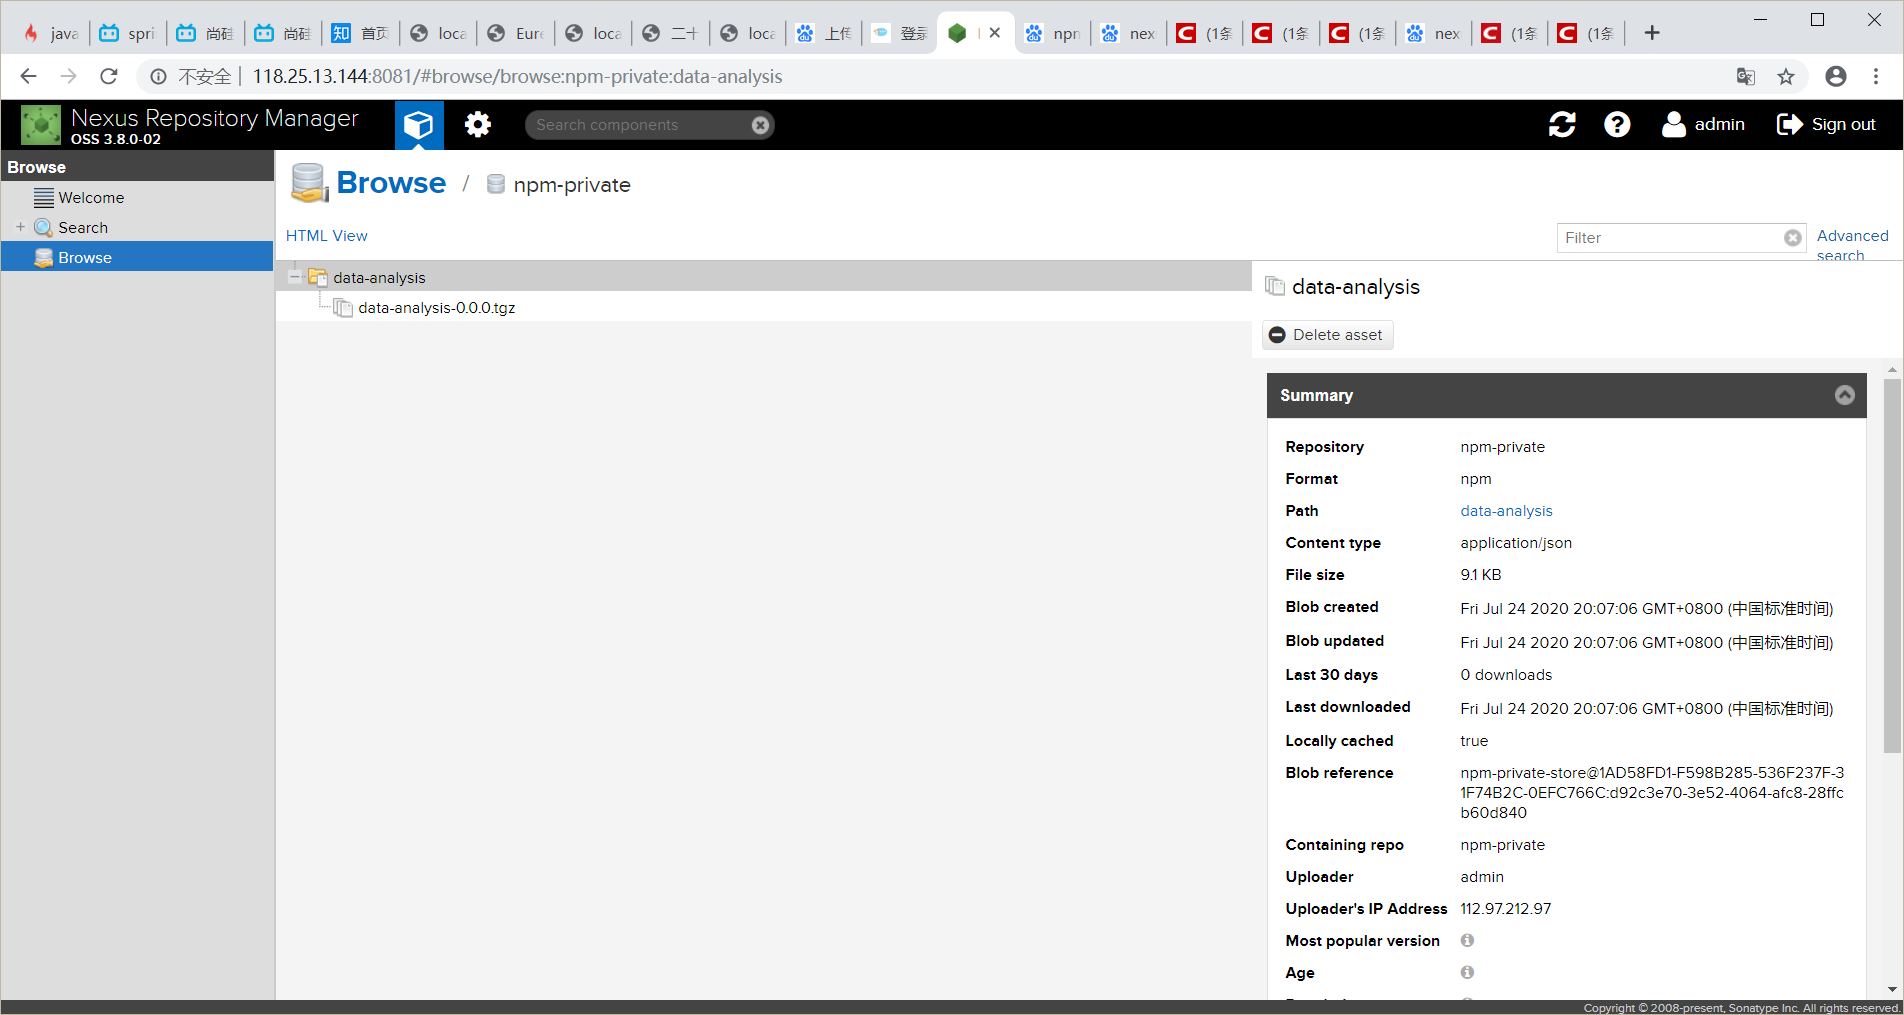 java
spri
尚硅
尚硅
知
首页
loca
Eure
loca
二十
loca
上传
登录
npm
nex
(1条
(1条
(1条
nex
(1条
(1条
不安全
118.25.13.144:8081/#browse/browse:npm-private:data-analysis
Nexus Repository Manager
OSS 3.8.0-02
Search components
admin
Sign out
Browse
Welcome
Search
Browse
Browse / npm-private
HTML View
Filter
Advanced search
data-analysis
data-analysis-0.0.0.tgz
data-analysis
Delete asset
Summary
Repository npm-private
Format npm
Path data-analysis
Content type application/json
File size 9.1 KB
Blob created Fri Jul 24 2020 20:07:06 GMT+0800 (中国标准时间)
Blob updated Fri Jul 24 2020 20:07:06 GMT+0800 (中国标准时间)
Last 30 days 0 downloads
Last downloaded Fri Jul 24 2020 20:07:06 GMT+0800 (中国标准时间)
Locally cached true
Blob reference npm-private-store@1AD58FD1-F598B285-536F237F-3
1F74B2C-0EFC766C:d92c3e70-3e52-4064-afc8-28ffc
b60d840
Containing repo npm-private
Uploader admin
Uploader's IP Address 112.97.212.97
Most popular version
Age
Copyright © 2008-present, Sonatype Inc. All rights reserved.